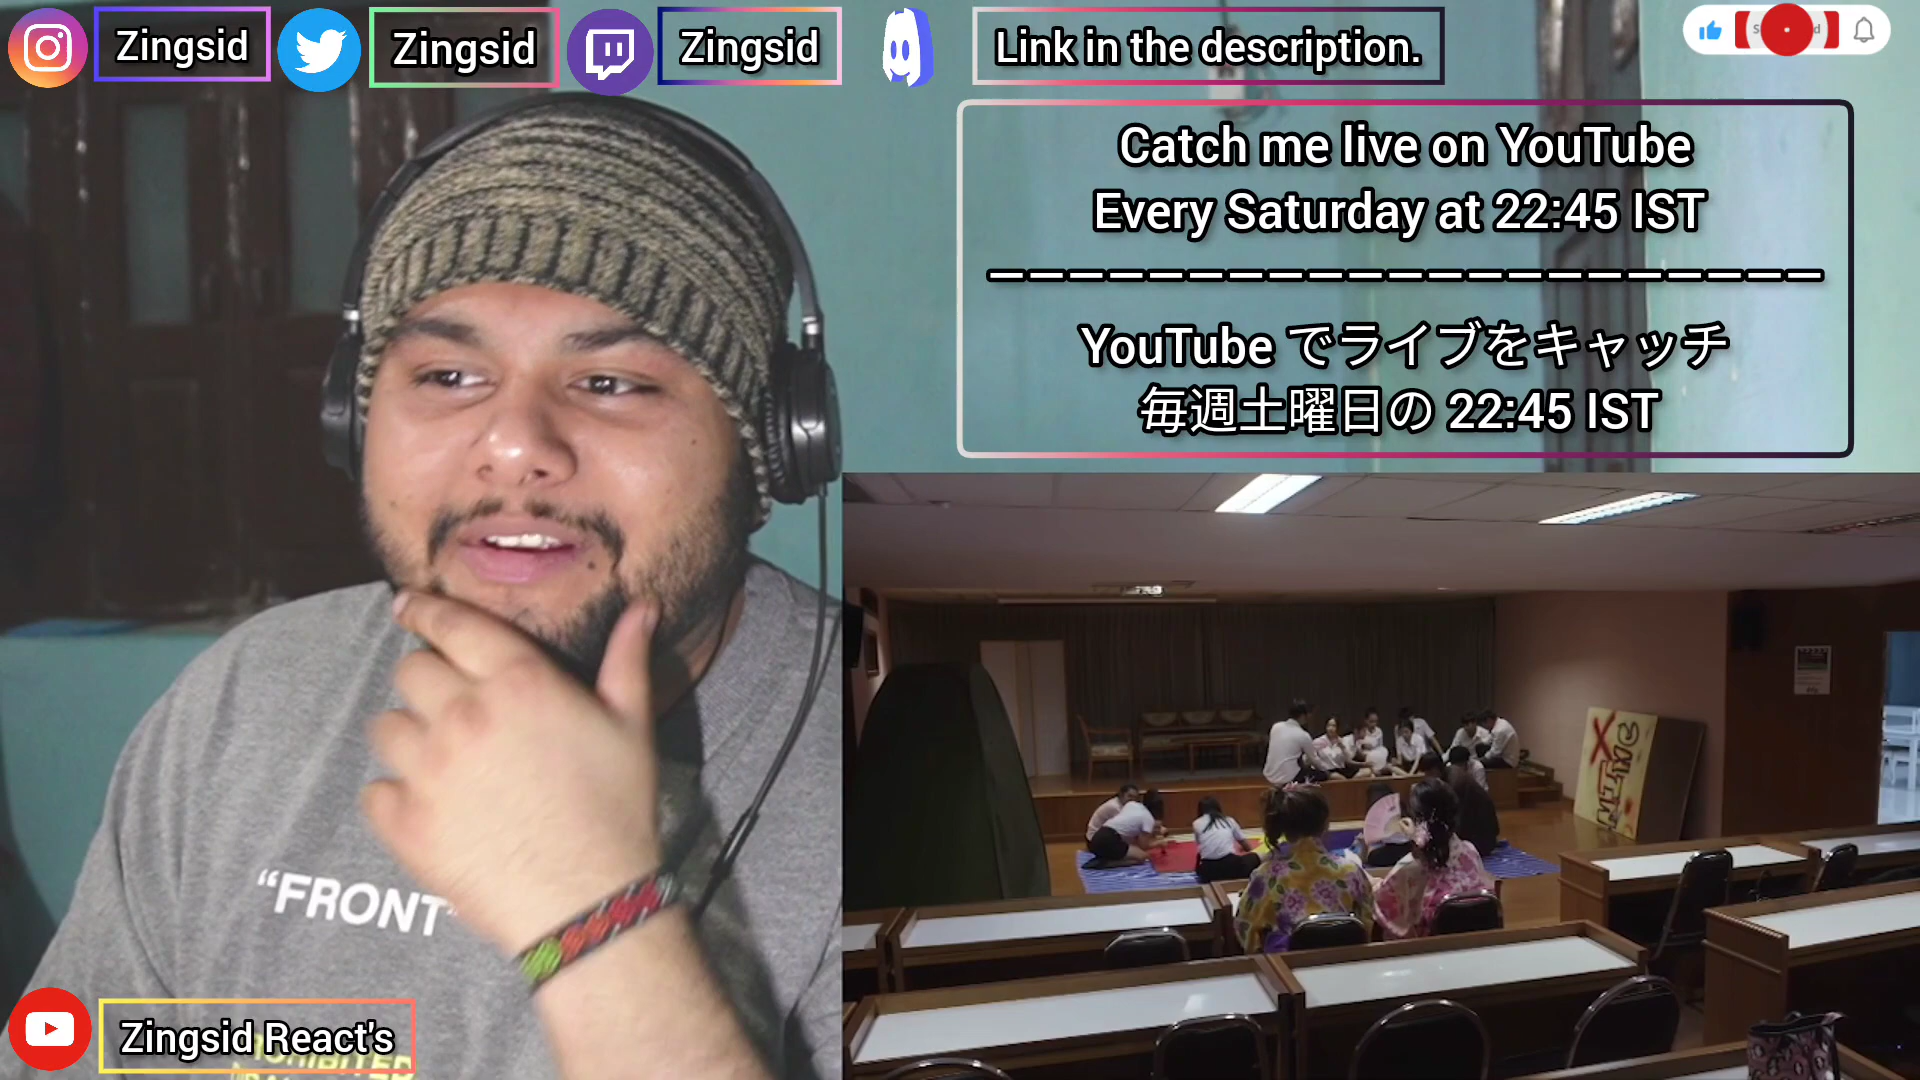 Zingsid
Zingsid
Zingsid
Link in the description.
Catch me live on YouTube
Every Saturday at 22:45 IST
YouTube でライブをキャッチ
毎週土曜日の 22:45 IST
“FRONT”
Zingsid React's